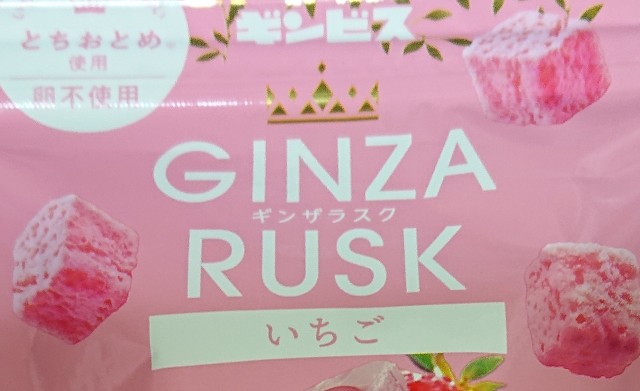 ギンビス
とちおとめ
使用
卵不使用
GINZA
ギンザラスク
RUSK
いちご